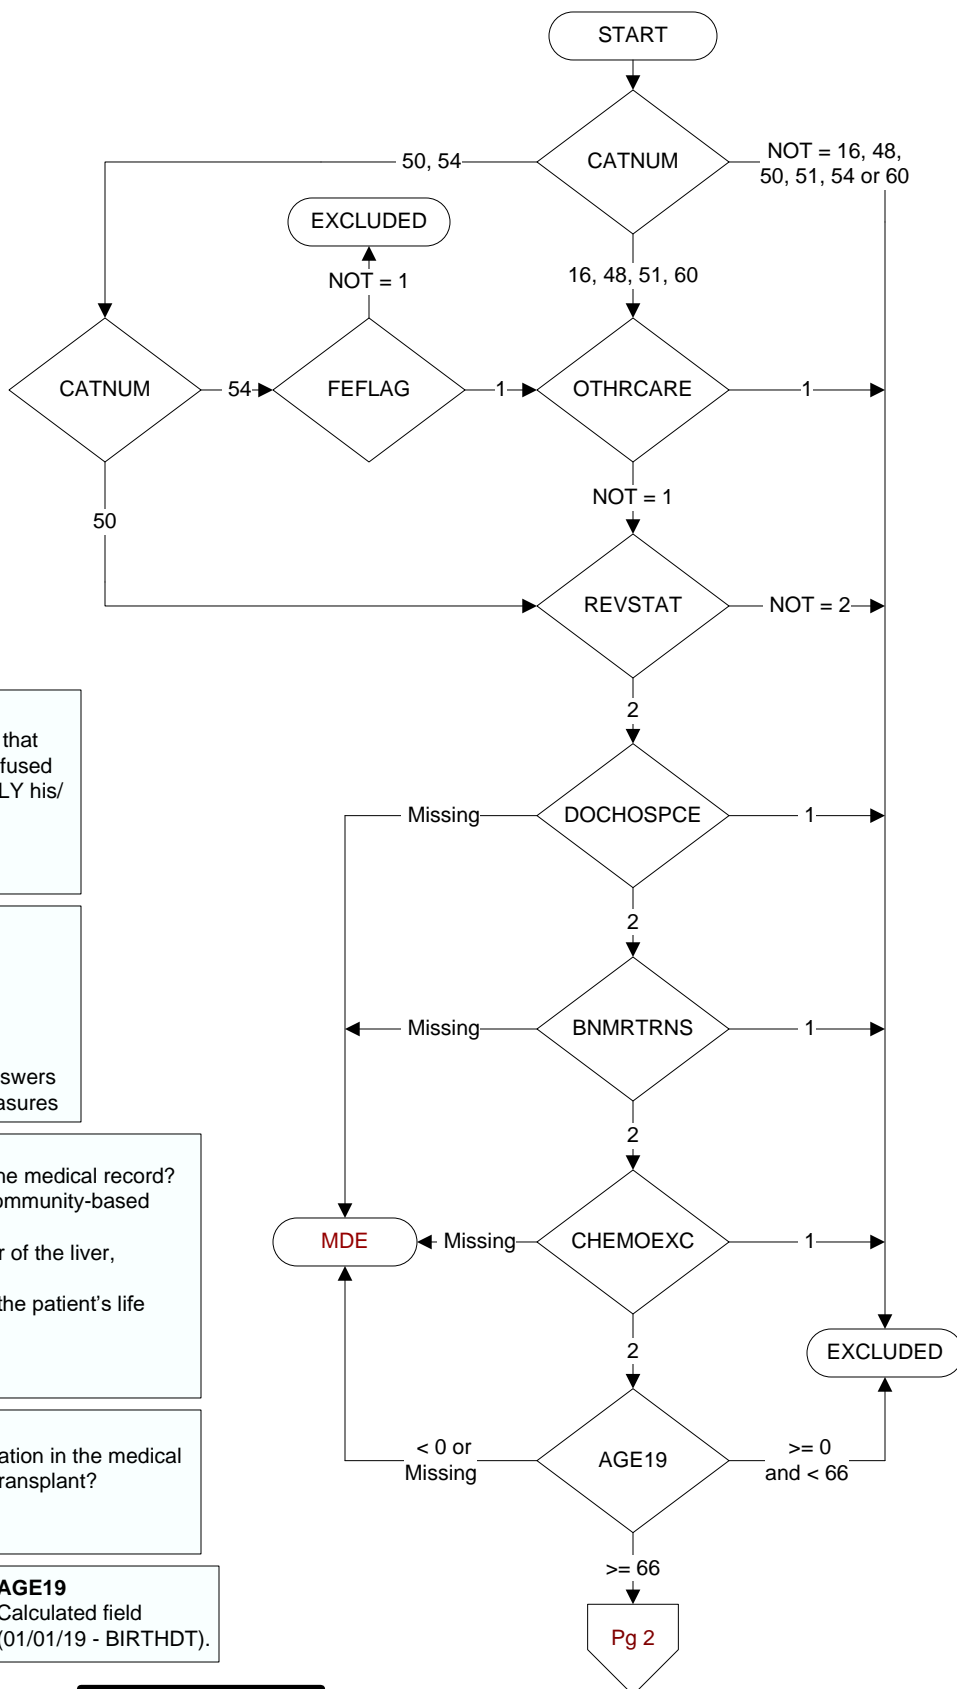 START
CATNUM
50, 54
NOT = 16, 48,
50, 51, 54 or 60
EXCLUDED
NOT = 1
16, 48, 51, 60
CATNUM
54
FEFLAG
1
OTHRCARE
1
NOT = 1
50
REVSTAT
NOT = 2
2
that
fused
LY his/
Missing
DOCHOSPCE
1
2
Missing
BNMRTRNS
1
swers
asures
2
ne medical record?
ommunity-based
r of the liver,
the patient's life
MDE
Missing
CHEMOEXC
1
2
EXCLUDED
ation in the medical
ransplant?
< 0 or
Missing
AGE19
>= 0
and < 66
>= 66
AGE19
Calculated field
(01/01/19 - BIRTHDT).
Pg 2